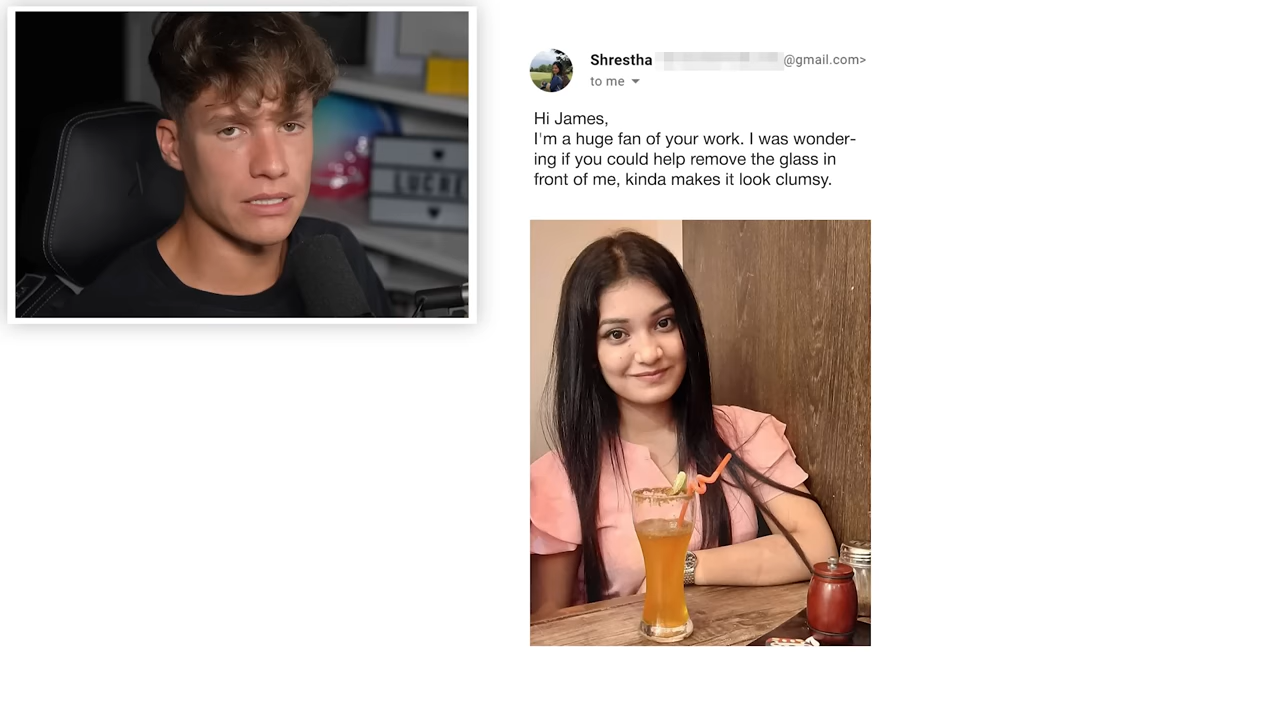 LUCRE
Shrestha @gmail.com>
to me
Hi James,
I'm a huge fan of your work. I was wonder-
ing if you could help remove the glass in
front of me, kinda makes it look clumsy.